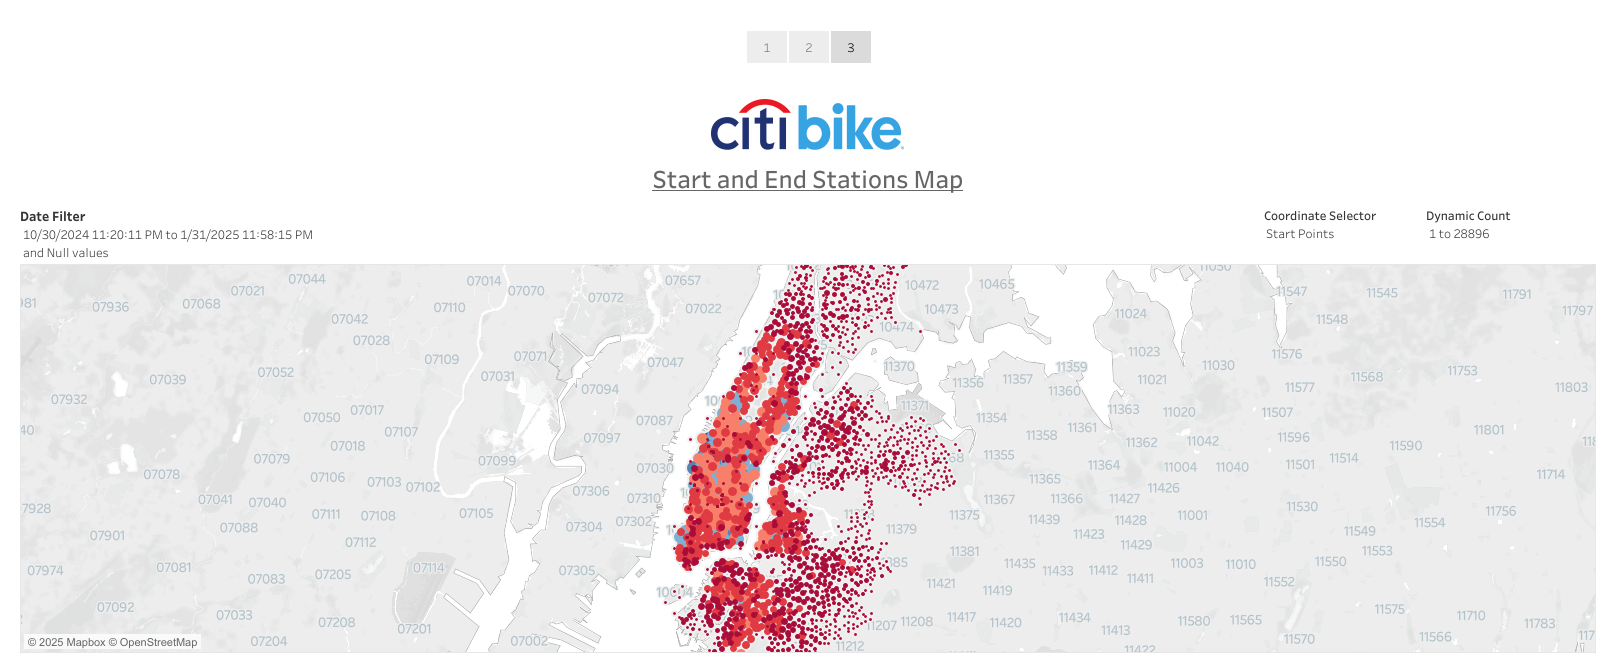 1 2 3
citi bike
Start and End Stations Map
Date Filter
10/30/2024 11:20:11 PM to 1/31/2025 11:58:15 PM
and Null values
Coordinate Selector
Start Points
Dynamic Count
1 to 28896
07014 07657 10472 10465
07044 07070 11547 11545 11791
07021 07072
07936 07068 07110 07022 10473 11024 11797
07042 10474 11548
07028
07109 07071 07047 11370 11359 11023 11576
07052 07031 11030 11753
07039 11356 11357 11021 11568
07094 11360 11577 11803
07932 07017 11371 11363 11020 11507
07050 07087 11354
07107 07097 11358 11361 11596 11801
07018 11362 11042 11590
07079 07099 11355 11514
07078 07106 07030 11364 11004 11040 11501 11714
07103 07102 07306 11365 11426
07041 07040 07310 11367 11366 11427 11530
07111 07108 07105 11375 11439 11428 11001 11756
07088 07304 07302 11379 11549 11554
07901 07112 11423 11429
11381 11553
07081 07114 07305 11435 11433 11412 11003 11010 11550
07974 07083 07205 11421 11411 11552
11419
07092 07033 11417 11434 11580 11565 11575 11710
07208 07201 11207 11208 11420 11413 11783
07204 07002 11212 11422 11570 11566
© 2025 Mapbox © OpenStreetMap